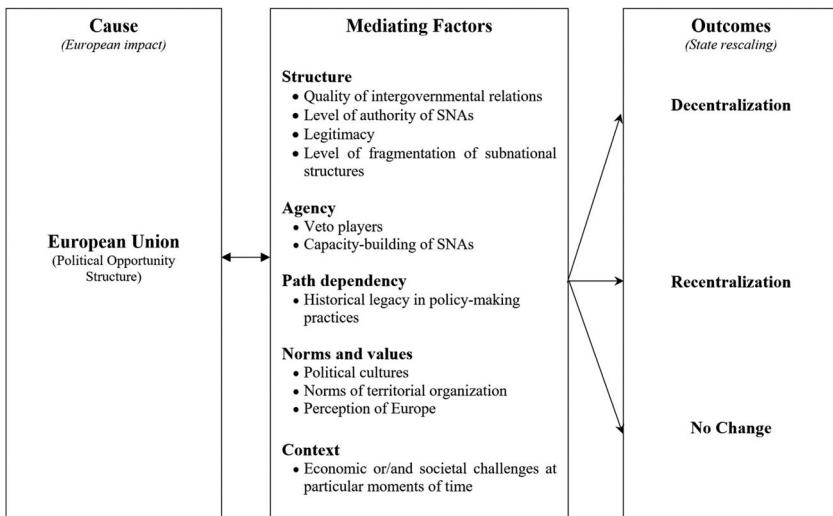 Cause
(European impact)
European Union
(Political Opportunity
Structure)
Mediating Factors
Structure
• Quality of intergovernmental relations
• Level of authority of SNAs
• Legitimacy
• Level of fragmentation of subnational
structures
Agency
• Veto players
• Capacity-building of SNAs
Path dependency
• Historical legacy in policy-making
practices
Norms and values
• Political cultures
• Norms of territorial organization
• Perception of Europe
Context
• Economic or/and societal challenges at
particular moments of time
Outcomes
(State rescaling)
Decentralization
Recentralization
No Change